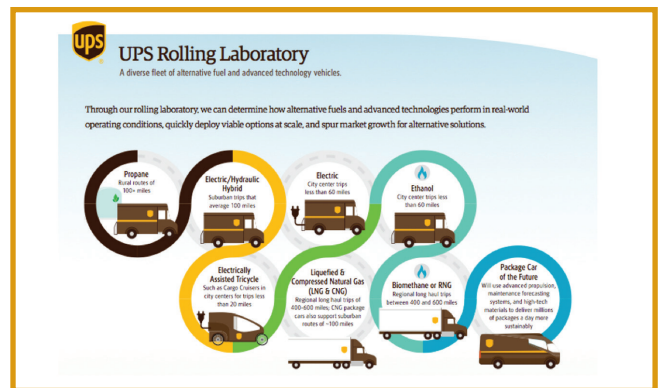 ups
UPS Rolling Laboratory
A diverse fleet of alternative fuel and advanced technology vehicles.
Through our rolling laboratory, we can determine how alternative fuels and advanced technologies perform in real-world
operating conditions, quickly deploy viable options at scale, and spur market growth for alternative solutions.
Propane
Rural routes of
100+ miles
Electric/Hydraulic
Hybrid
Suburban trips that
average 100 miles
Electric
City center trips
less than 60 miles
Ethanol
City center trips less
than 60 miles
Electrically
Assisted Tricycle
Such as Cargo Cruisers in
city centers for trips less
than 20 miles
Liquefied &
Compressed Natural Gas
(LNG & CNG)
Regional long haul trips of
400-600 miles; CNG package
cars also support suburban
routes of ~100 miles
Biomethane or RNG
Regional long haul trips
between 400 and 600 miles
Package Car
of the Future
Will use advanced propulsion,
maintenance forecasting
systems, and high-tech
materials to deliver millions
of packages a day more
sustainably